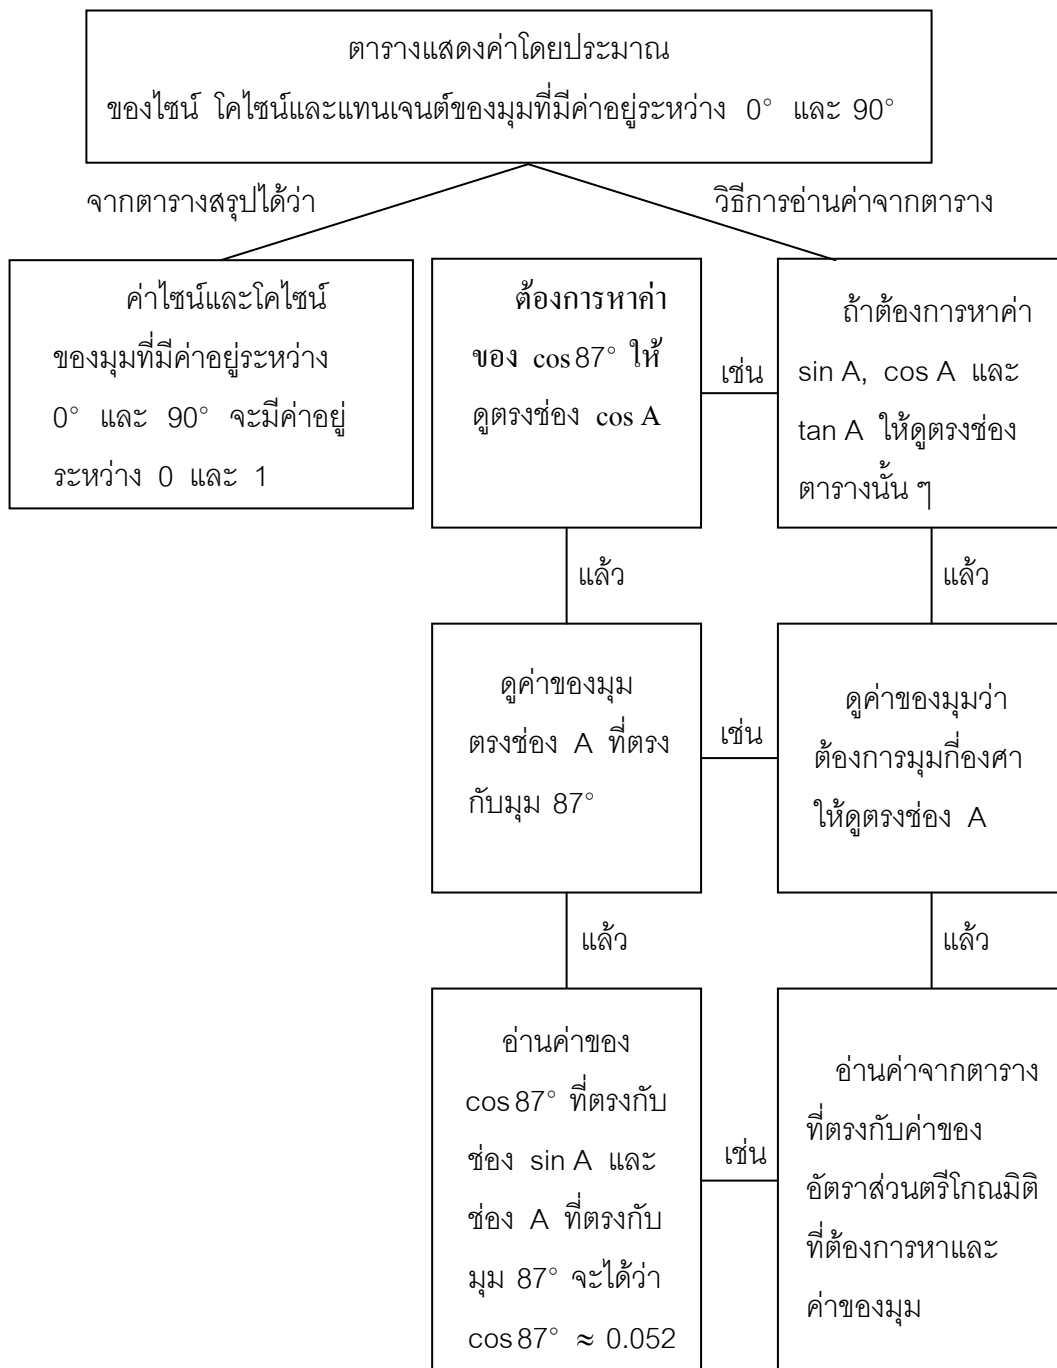 ตารางแสดงค่าโดยประมาณ
ของไซน์ โคไซน์และแทนเจนต์ของมุมที่มีค่าอยู่ระหว่าง 0° และ 90°
จากตารางสรุปได้ว่า
วิธีการอ่านค่าจากตาราง
ค่าไซน์และโคไซน์
ของมุมที่มีค่าอยู่ระหว่าง
0° และ 90° จะมีค่าอยู่
ระหว่าง 0 และ 1
ต้องการหาค่า
ของ cos 87° ให้
ดูตรงช่อง cos A
เช่น
ถ้าต้องการหาค่า
sin A, cos A และ
tan A ให้ดูตรงช่อง
ตารางนั้น ๆ
แล้ว
แล้ว
ดูค่าของมุม
ตรงช่อง A ที่ตรง
กับมุม 87°
เช่น
ดูค่าของมุมว่า
ต้องการมุมกี่องศา
ให้ดูตรงช่อง A
แล้ว
แล้ว
อ่านค่าของ
cos 87° ที่ตรงกับ
ช่อง sin A และ
ช่อง A ที่ตรงกับ
มุม 87° จะได้ว่า
cos 87° ≈ 0.052
เช่น
อ่านค่าจากตาราง
ที่ตรงกับค่าของ
อัตราส่วนตรีโกณมิติ
ที่ต้องการหาและ
ค่าของมุม